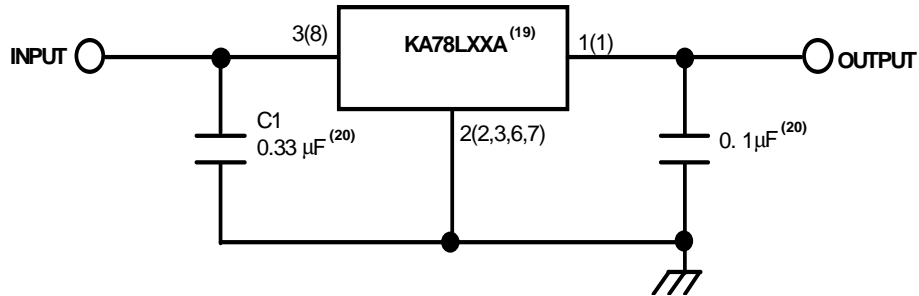 INPUT
3(8)
KA78LXXA(19)
1(1)
OUTPUT
C1
0.33 µF(20)
2(2,3,6,7)
0. 1µF(20)